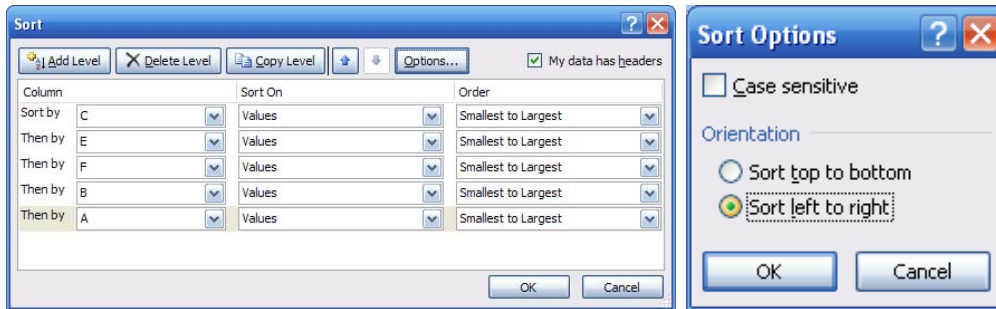 Sort
Add Level Delete Level Copy Level Options... My data has headers
Column Sort On Order
Sort by C Values Smallest to Largest
Then by E Values Smallest to Largest
Then by F Values Smallest to Largest
Then by B Values Smallest to Largest
Then by A Values Smallest to Largest
OK Cancel
Sort Options
Case sensitive
Orientation
Sort top to bottom
Sort left to right
OK Cancel